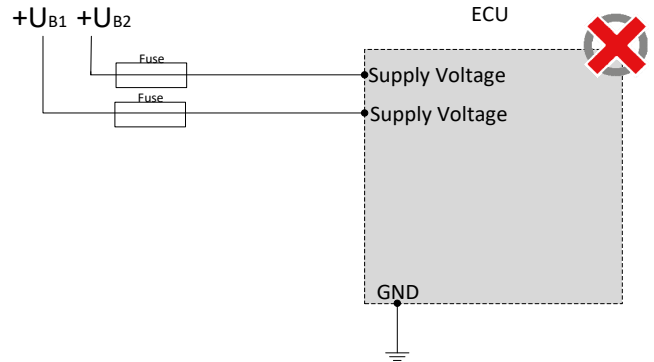 +UB1 +UB2
ECU
Fuse
Supply Voltage
Fuse
Supply Voltage
GND